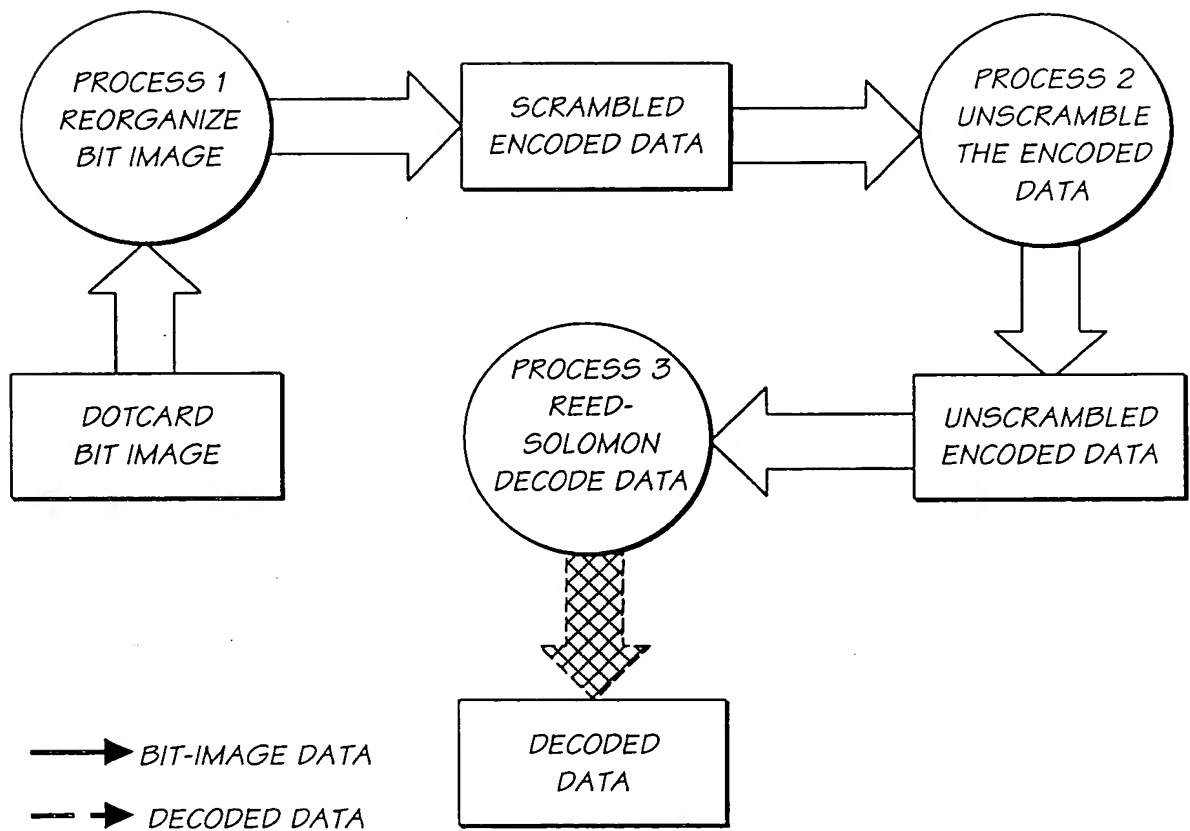 PROCESS 1
REORGANIZE
BIT IMAGE
SCRAMBLED
ENCODED DATA
PROCESS 2
UNSCRAMBLE
THE ENCODED
DATA
DOTCARD
BIT IMAGE
PROCESS 3
REED-
SOLOMON
DECODE DATA
UNSCRAMBLED
ENCODED DATA
DECODED
DATA
BIT-IMAGE DATA
DECODED DATA